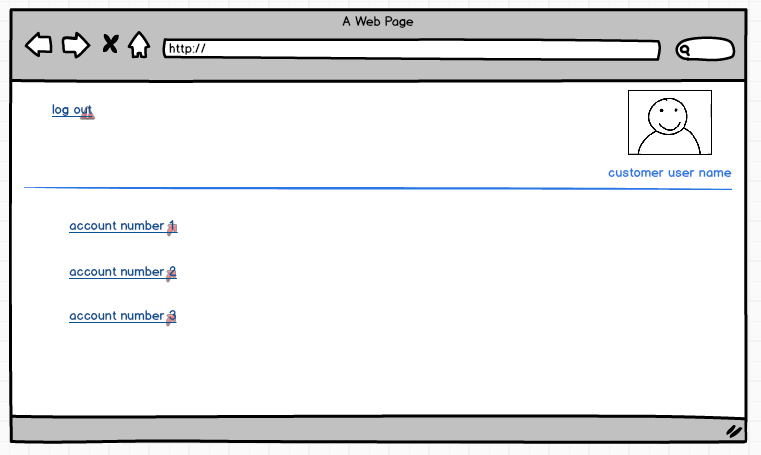 A Web Page
http://
log out
customer user name
account number 1
account number 2
account number 3